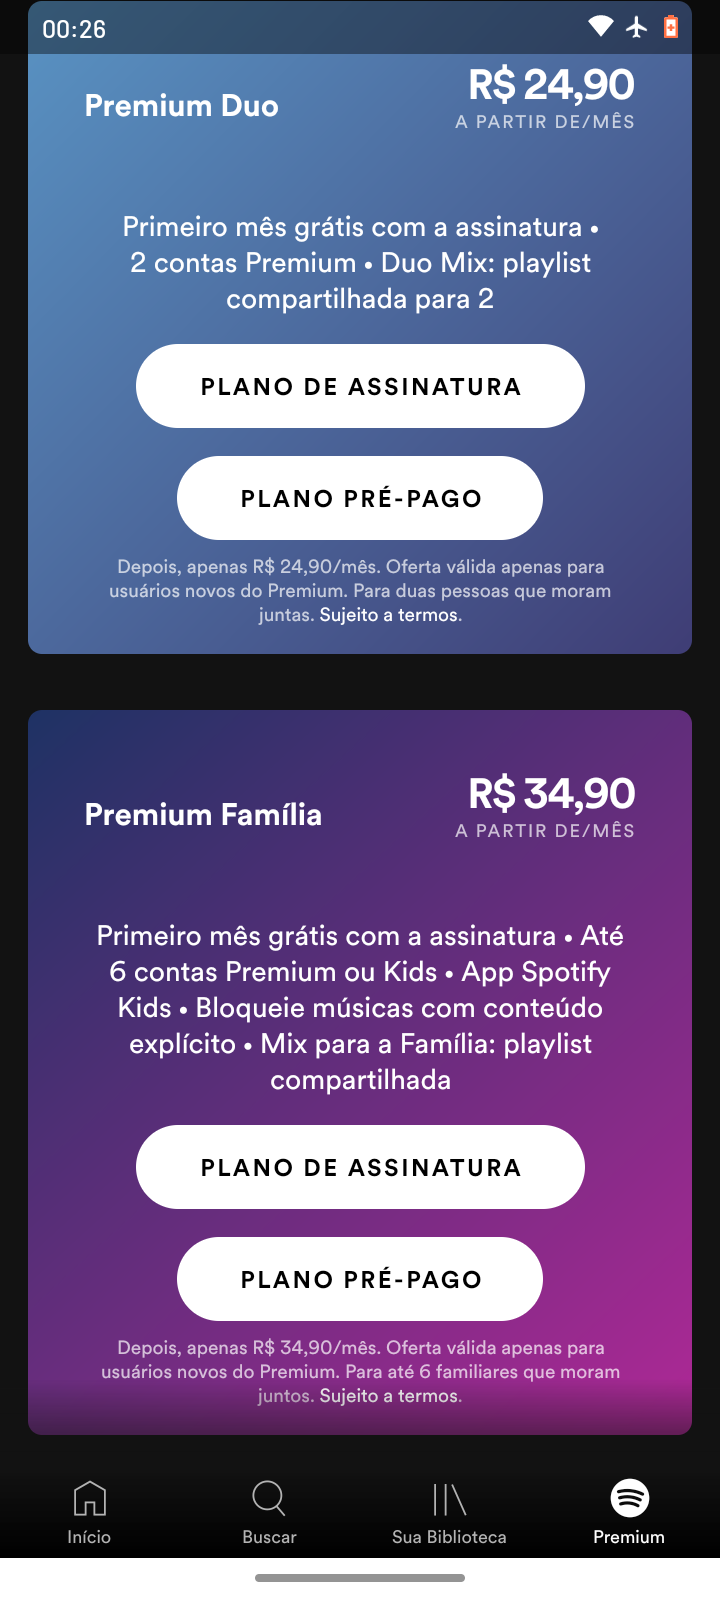 00:26
Premium Duo
R$ 24,90
A PARTIR DE/MÊS
Primeiro mês grátis com a assinatura •
2 contas Premium • Duo Mix: playlist
compartilhada para 2
PLANO DE ASSINATURA
PLANO PRÉ-PAGO
Depois, apenas R$ 24,90/mês. Oferta válida apenas para
usuários novos do Premium. Para duas pessoas que moram
juntas. Sujeito a termos.
Premium Família
R$ 34,90
A PARTIR DE/MÊS
Primeiro mês grátis com a assinatura • Até
6 contas Premium ou Kids • App Spotify
Kids • Bloqueie músicas com conteúdo
explícito • Mix para a Família: playlist
compartilhada
PLANO DE ASSINATURA
PLANO PRÉ-PAGO
Depois, apenas R$ 34,90/mês. Oferta válida apenas para
usuários novos do Premium. Para até 6 familiares que moram
juntos. Sujeito a termos.
Início
Buscar
Sua Biblioteca
Premium